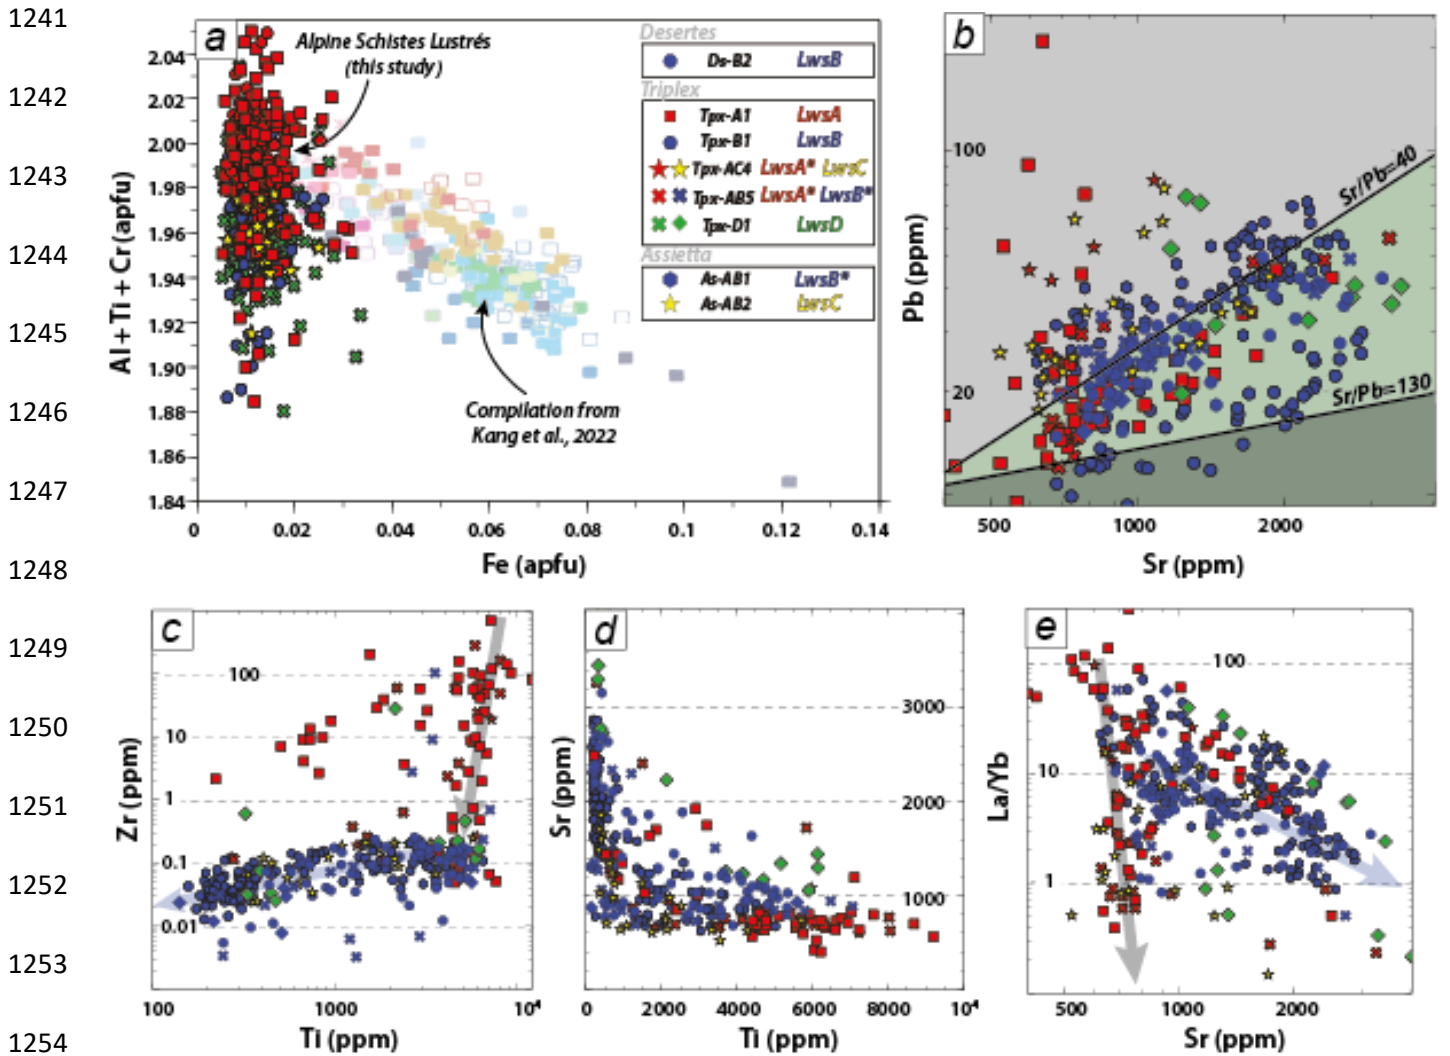 1241
1242
1243
1244
1245
1246
1247
1248
1249
1250
1251
1252
1253
1254
a
Alpine Schistes Lustrés
(this study)
Compilation from
Kang et al., 2022
Al + Ti + Cr (apfu)
2.04
2.02
2.00
1.98
1.96
1.94
1.92
1.90
1.88
1.86
1.84
0
0.02
0.04
0.06
0.08
0.1
0.12
0.14
Fe (apfu)
Desertes
Ds-B2 LwsB
Triplex
Tpx-A1 LwsA
Tpx-B1 LwsB
Tpx-AC4 LwsA* LwsC
Tpx-AB5 LwsA* LwsB*
Tpx-D1 LwsD
Assietta
As-AB1 LwsB*
As-AB2 LwsC
b
Pb (ppm)
100
20
Sr/Pb=40
Sr/Pb=130
500
1000
2000
Sr (ppm)
c
Zr (ppm)
100
10
1
0.1
0.01
100
1000
10⁴
Ti (ppm)
d
Sr (ppm)
3000
2000
1000
0
2000
4000
6000
8000
10⁴
Ti (ppm)
e
La/Yb
100
10
1
500
1000
2000
Sr (ppm)